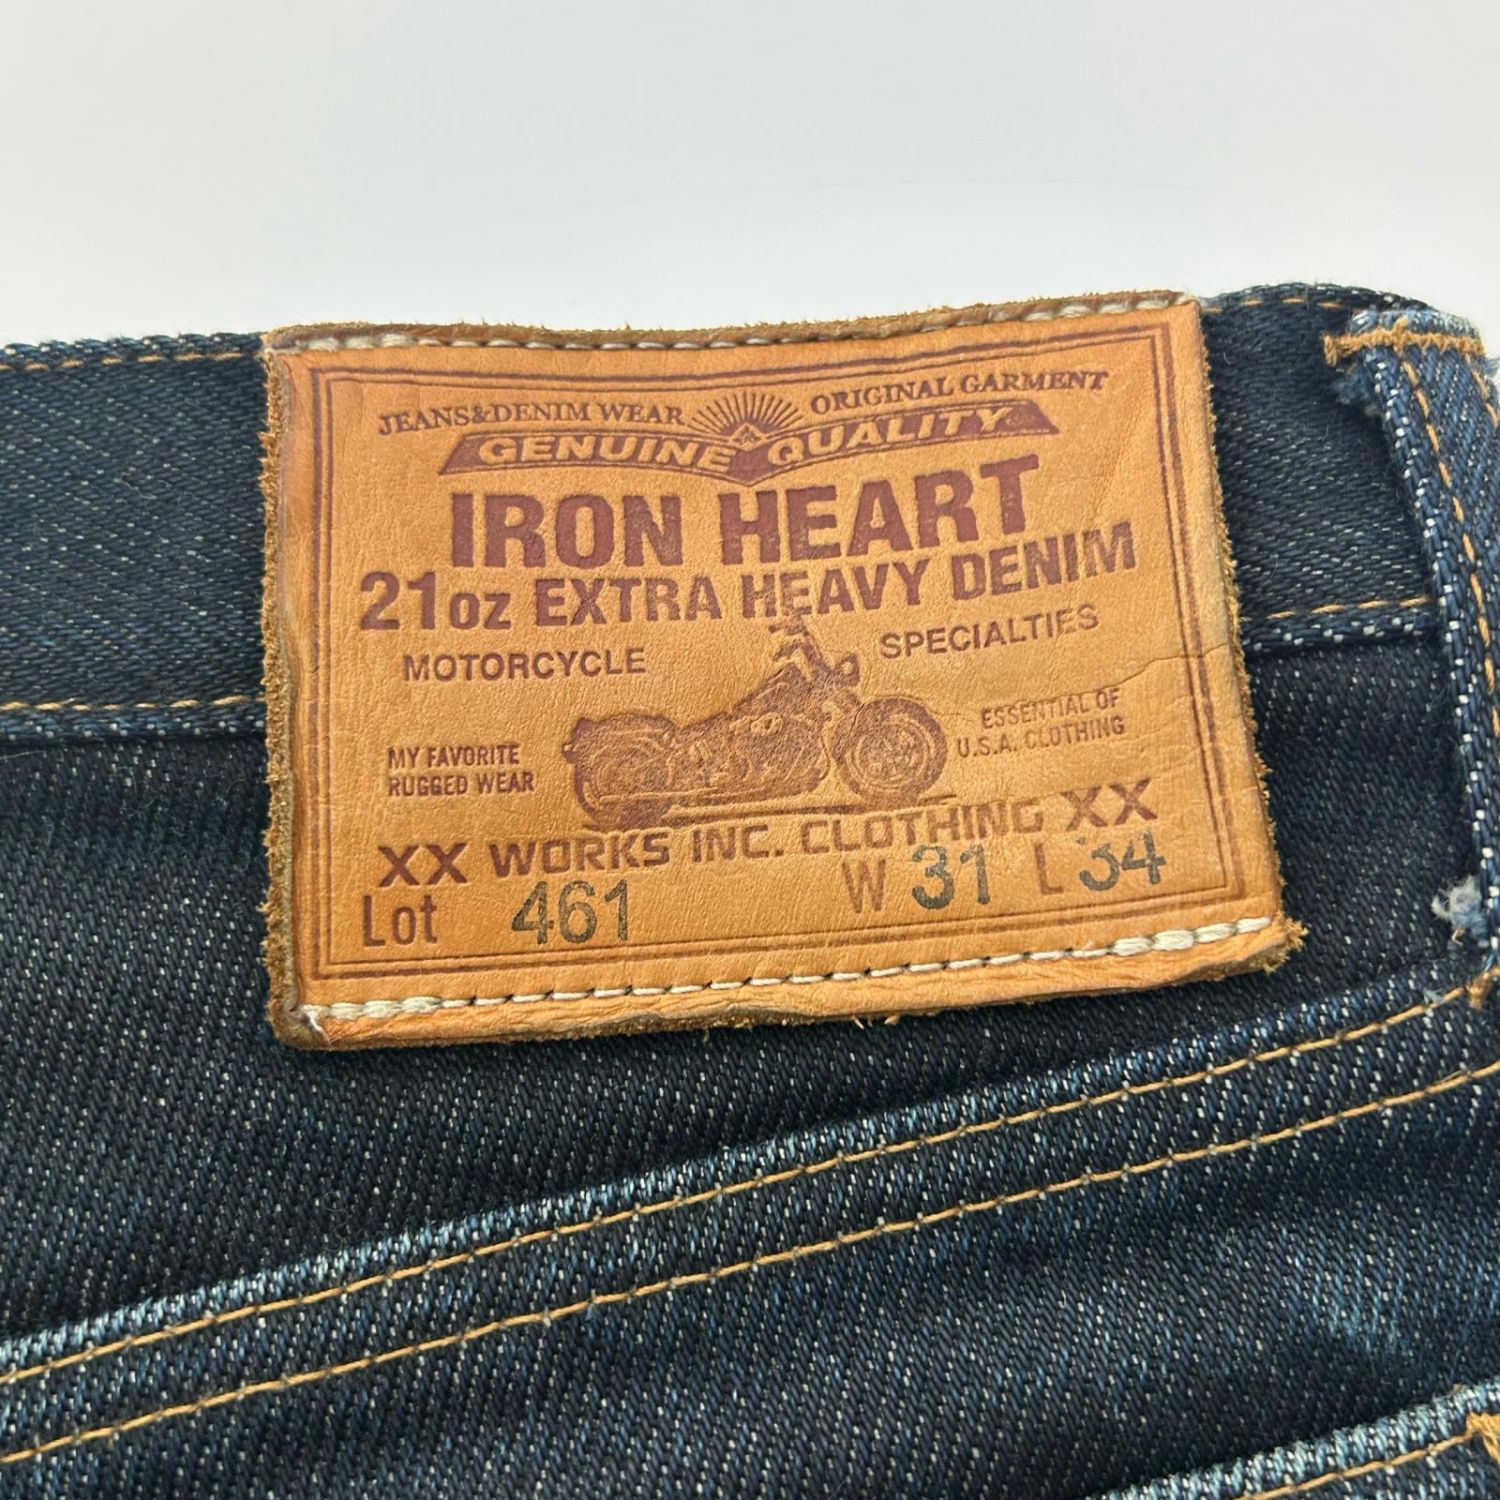 JEANS&DENIM WEAR ORIGINAL GARMENT
GENUINE QUALITY
IRON HEART
21oz EXTRA HEAVY DENIM
MOTORCYCLE SPECIALTIES
MY FAVORITE
RUGGED WEAR
ESSENTIAL OF
U.S.A. CLOTHING
XX WORKS INC. CLOTHING XX
Lot 461 W 31 L 34